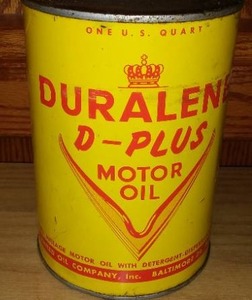 ONE U.S. QUART
DURALENE
D-PLUS
MOTOR
OIL
MOTOR OIL WITH DETERGENT
OIL COMPANY, Inc. BALTIMORE